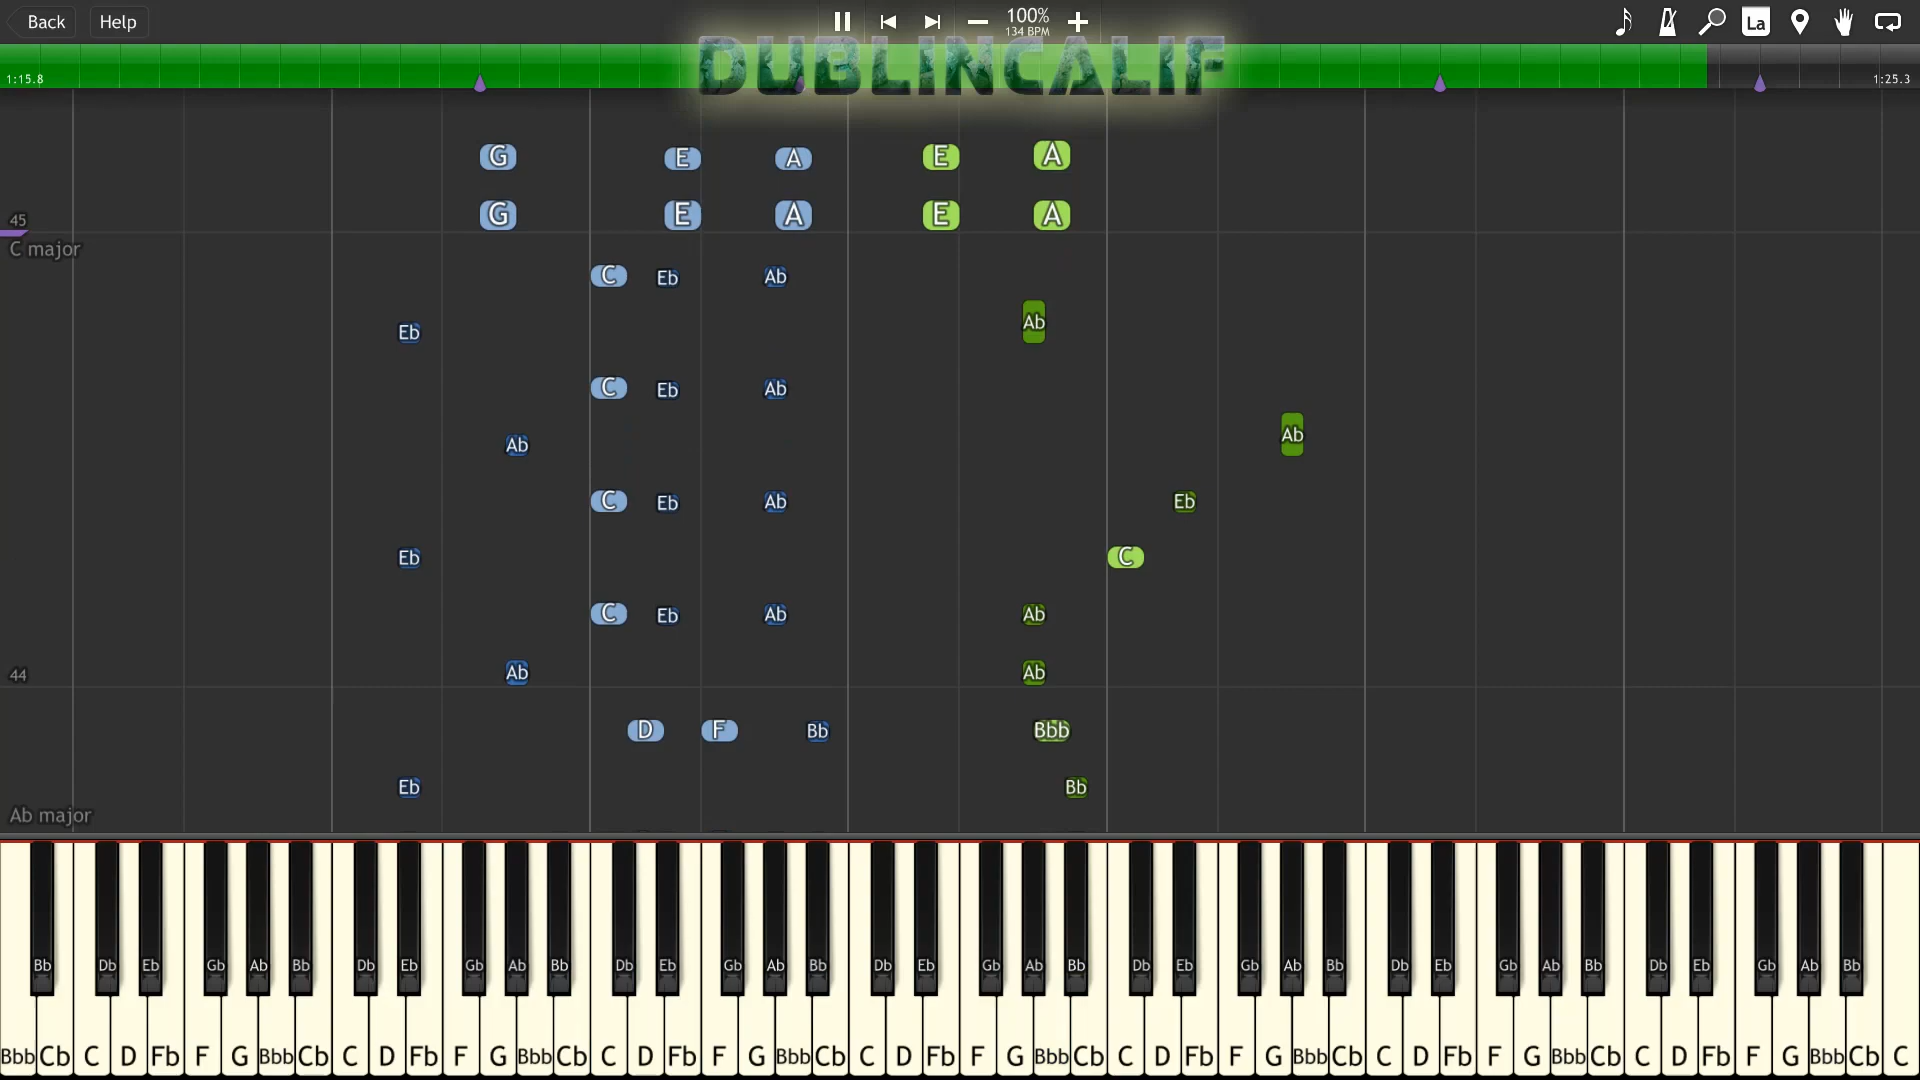 Back Help 100% La
134 BPM
DUBLINCALIF
1:15.8 1:25.3
G E A E A
G E A E A
45
C major
C Eb Ab
Ab
Eb
C Eb Ab
Ab
Ab
C Eb Ab Eb
Eb C
C Eb Ab Ab
44 Ab Ab
D F Bb Bbb
Eb Bb
Ab major
Bb Db Eb Gb Ab Bb Db Eb Gb Ab Bb Db Eb Gb Ab Bb Db Eb Gb Ab Bb Db Eb Gb Ab Bb Db Eb Gb Ab Bb Db Eb Gb Ab Bb
Bbb Cb C D Fb F G Bbb Cb C D Fb F G Bbb Cb C D Fb F G Bbb Cb C D Fb F G Bbb Cb C D Fb F G Bbb Cb C D Fb F G Bbb Cb C D Fb F G Bbb Cb C